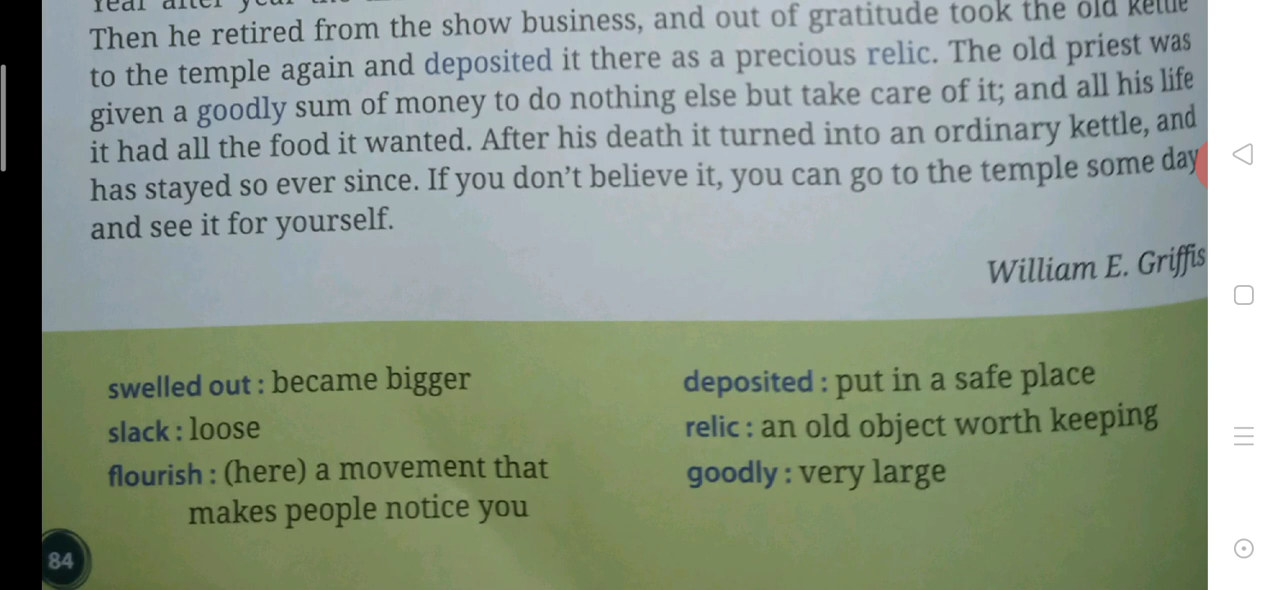 Year after year the
Then he retired from the show business, and out of gratitude took the old kettle
to the temple again and deposited it there as a precious relic. The old priest was
given a goodly sum of money to do nothing else but take care of it; and all his life
it had all the food it wanted. After his death it turned into an ordinary kettle, and
has stayed so ever since. If you don't believe it, you can go to the temple some day
and see it for yourself.
William E. Griffis
swelled out : became bigger
slack : loose
flourish : (here) a movement that
makes people notice you
deposited : put in a safe place
relic : an old object worth keeping
goodly : very large
84